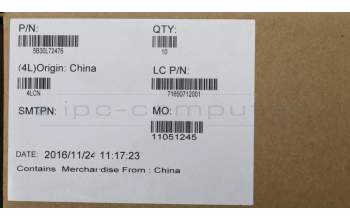 P/N:
QTY:
5B30L72476
10
(4L)Origin: China
LC P/N:
4LCN
71650712001
ipc-compu
SMTPN:
MO:
11051245
DATE: 2016/11/24 11:17:23
Contains Merchandise From : China